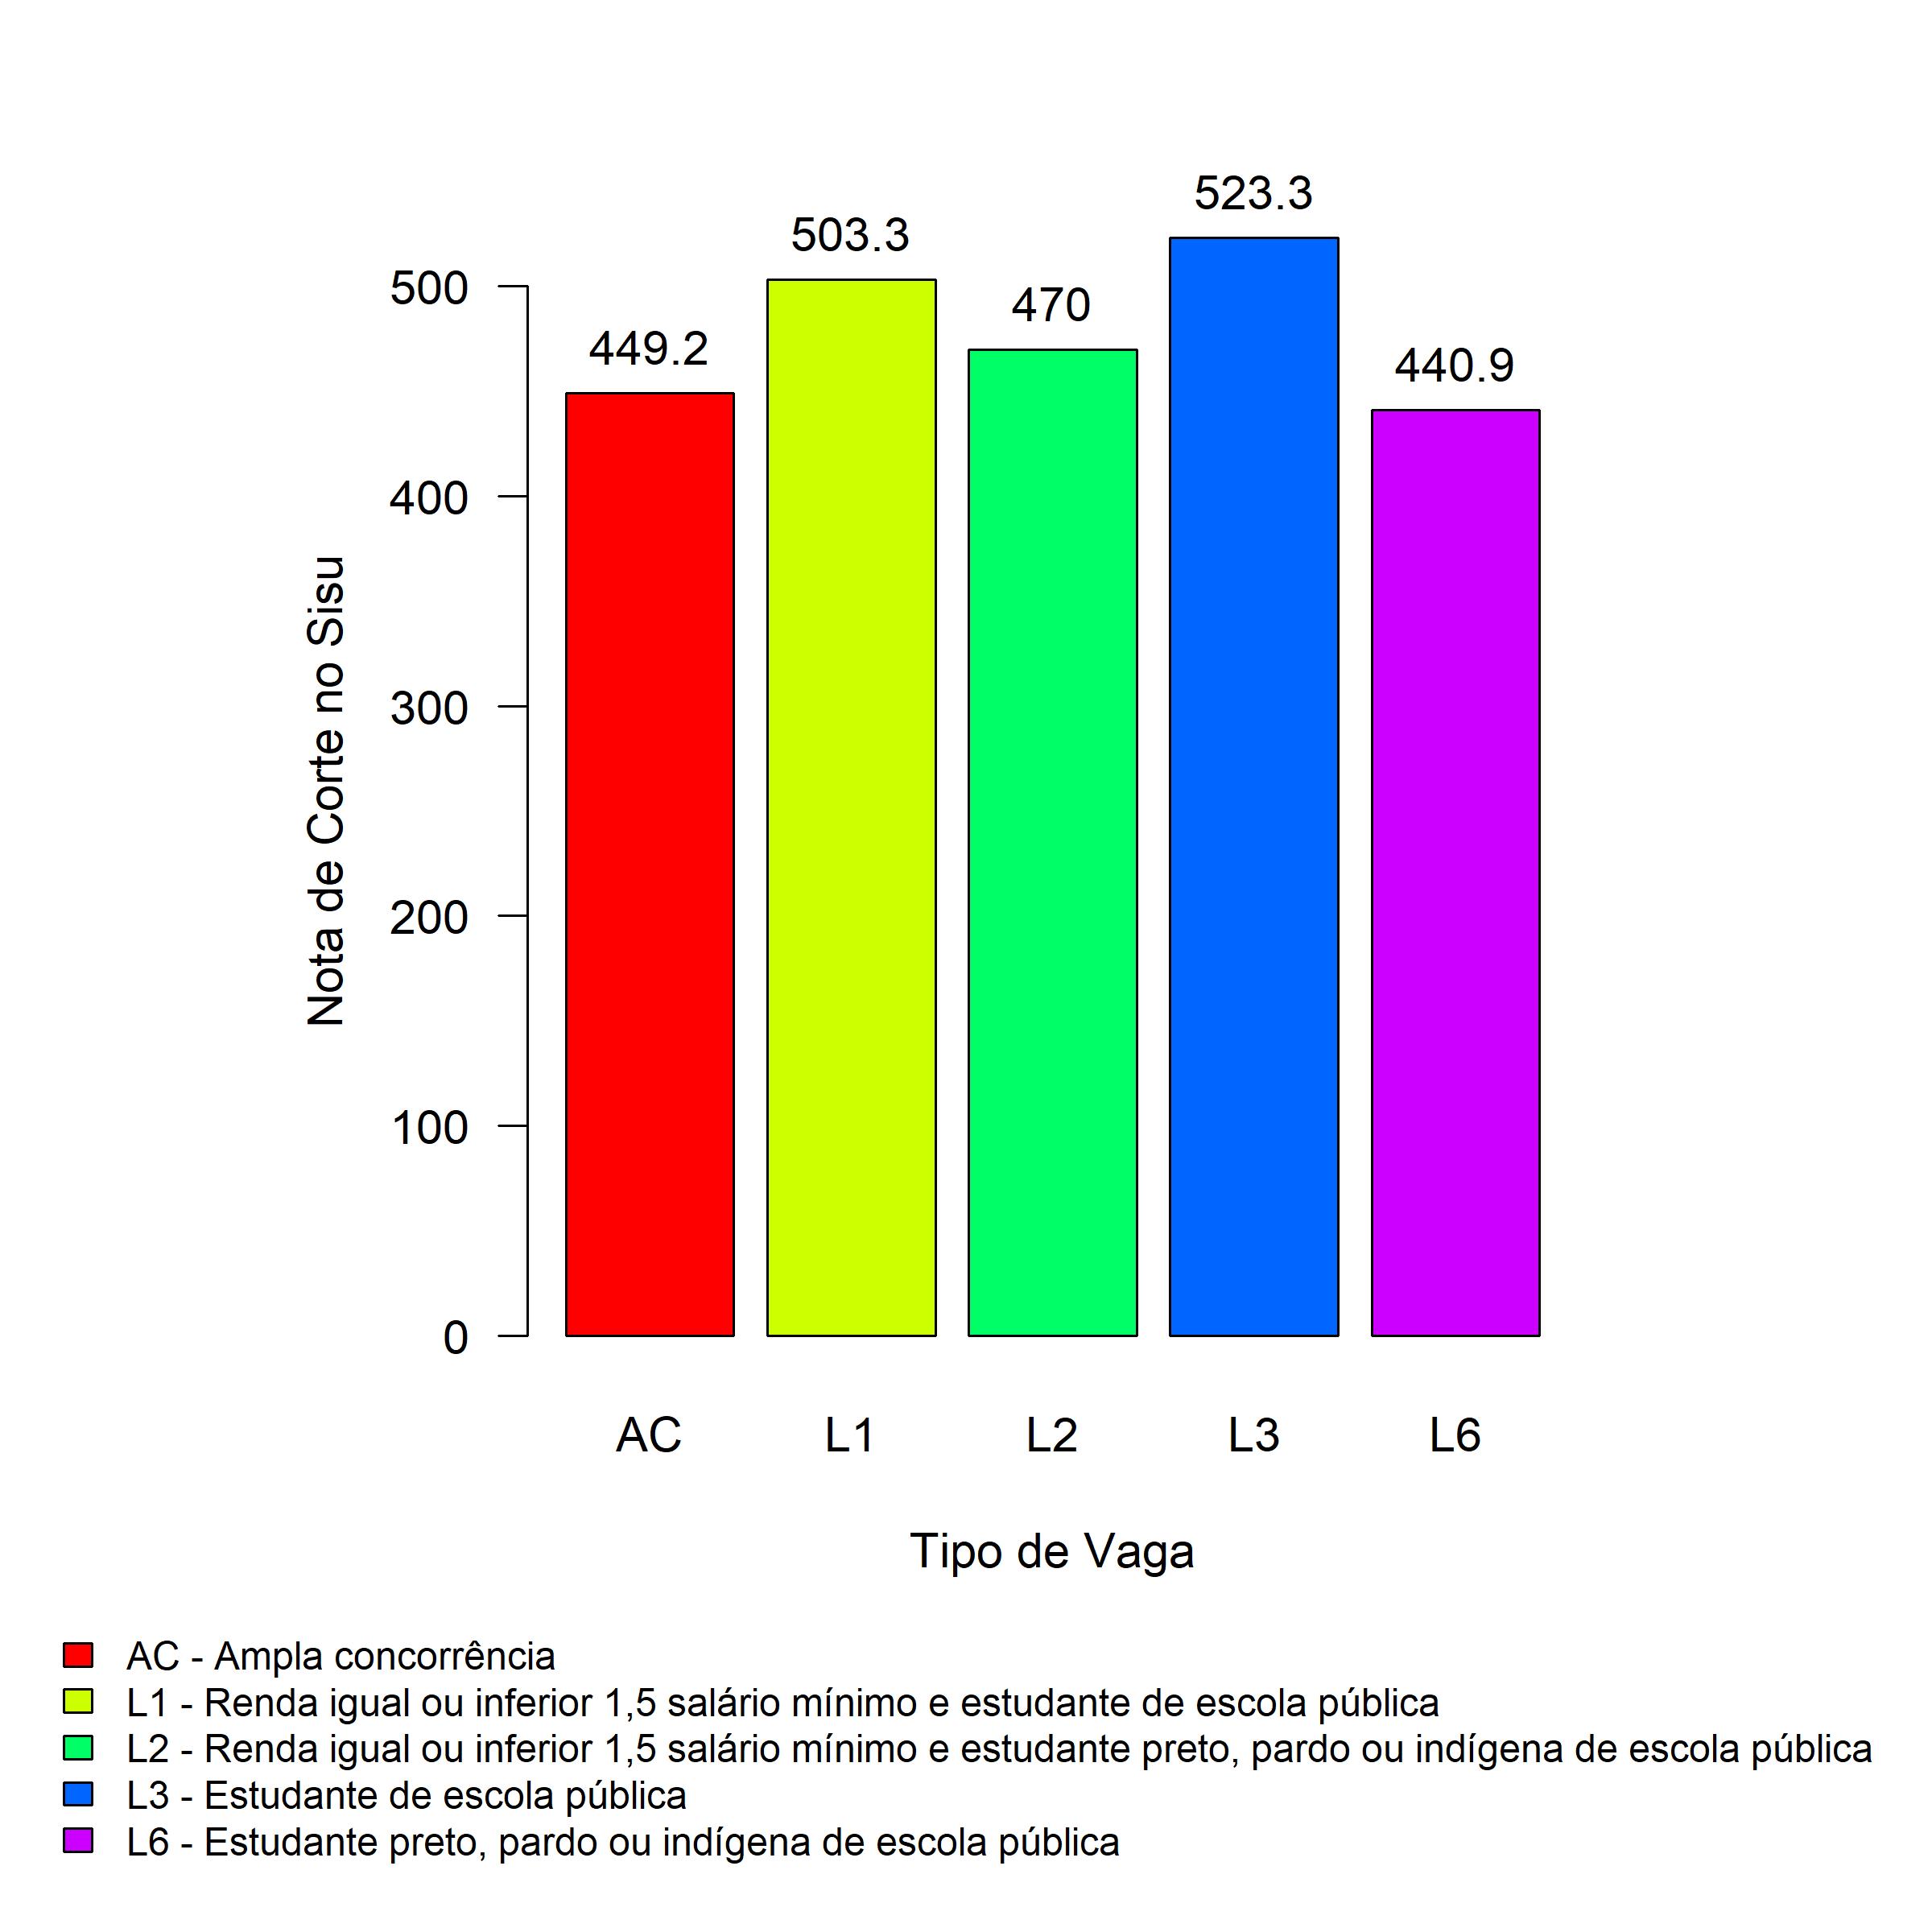 523.3
503.3
500
470
449.2
440.9
400
300
200
100
0
Nota de Corte no Sisu
AC L1 L2 L3 L6
Tipo de Vaga
AC - Ampla concorrência
L1 - Renda igual ou inferior 1,5 salário mínimo e estudante de escola pública
L2 - Renda igual ou inferior 1,5 salário mínimo e estudante preto, pardo ou indígena de escola pública
L3 - Estudante de escola pública
L6 - Estudante preto, pardo ou indígena de escola pública